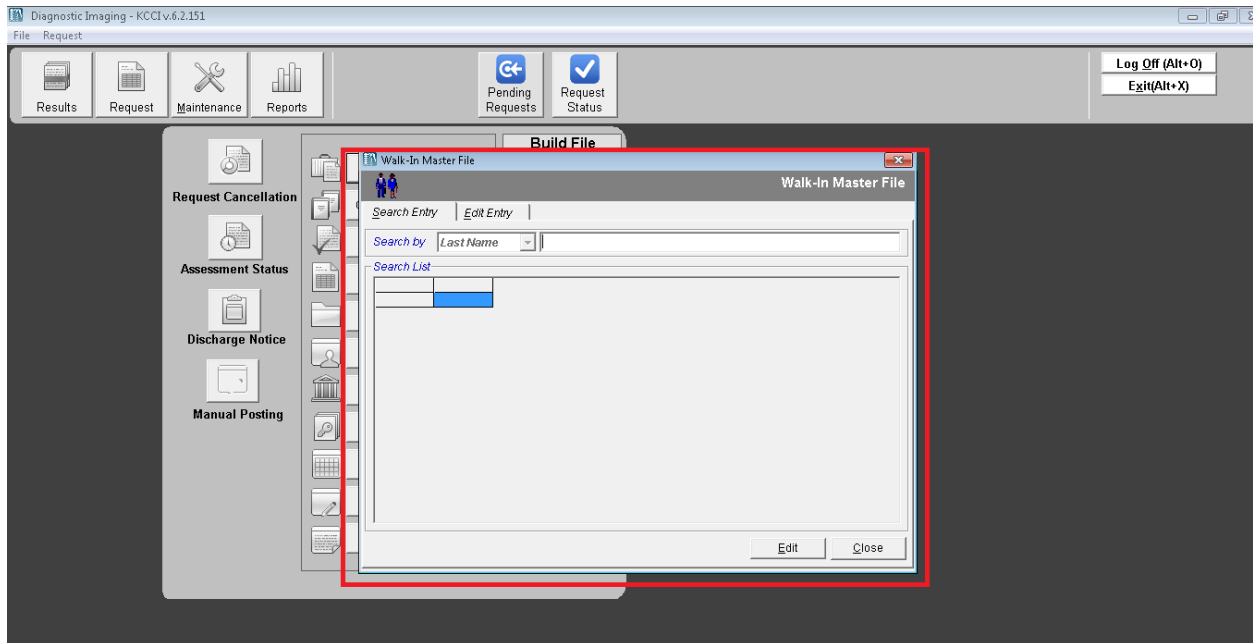 Diagnostic Imaging - KCCI v.6.2.151
File Request
Results
Request
Maintenance
Reports
Pending
Requests
Request
Status
Log Off (Alt+O)
Exit(Alt+X)
Request Cancellation
Assessment Status
Discharge Notice
Manual Posting
Build File
Walk-In Master File
Walk-In Master File
Search Entry
Edit Entry
Search by Last Name
Search List
Edit
Close